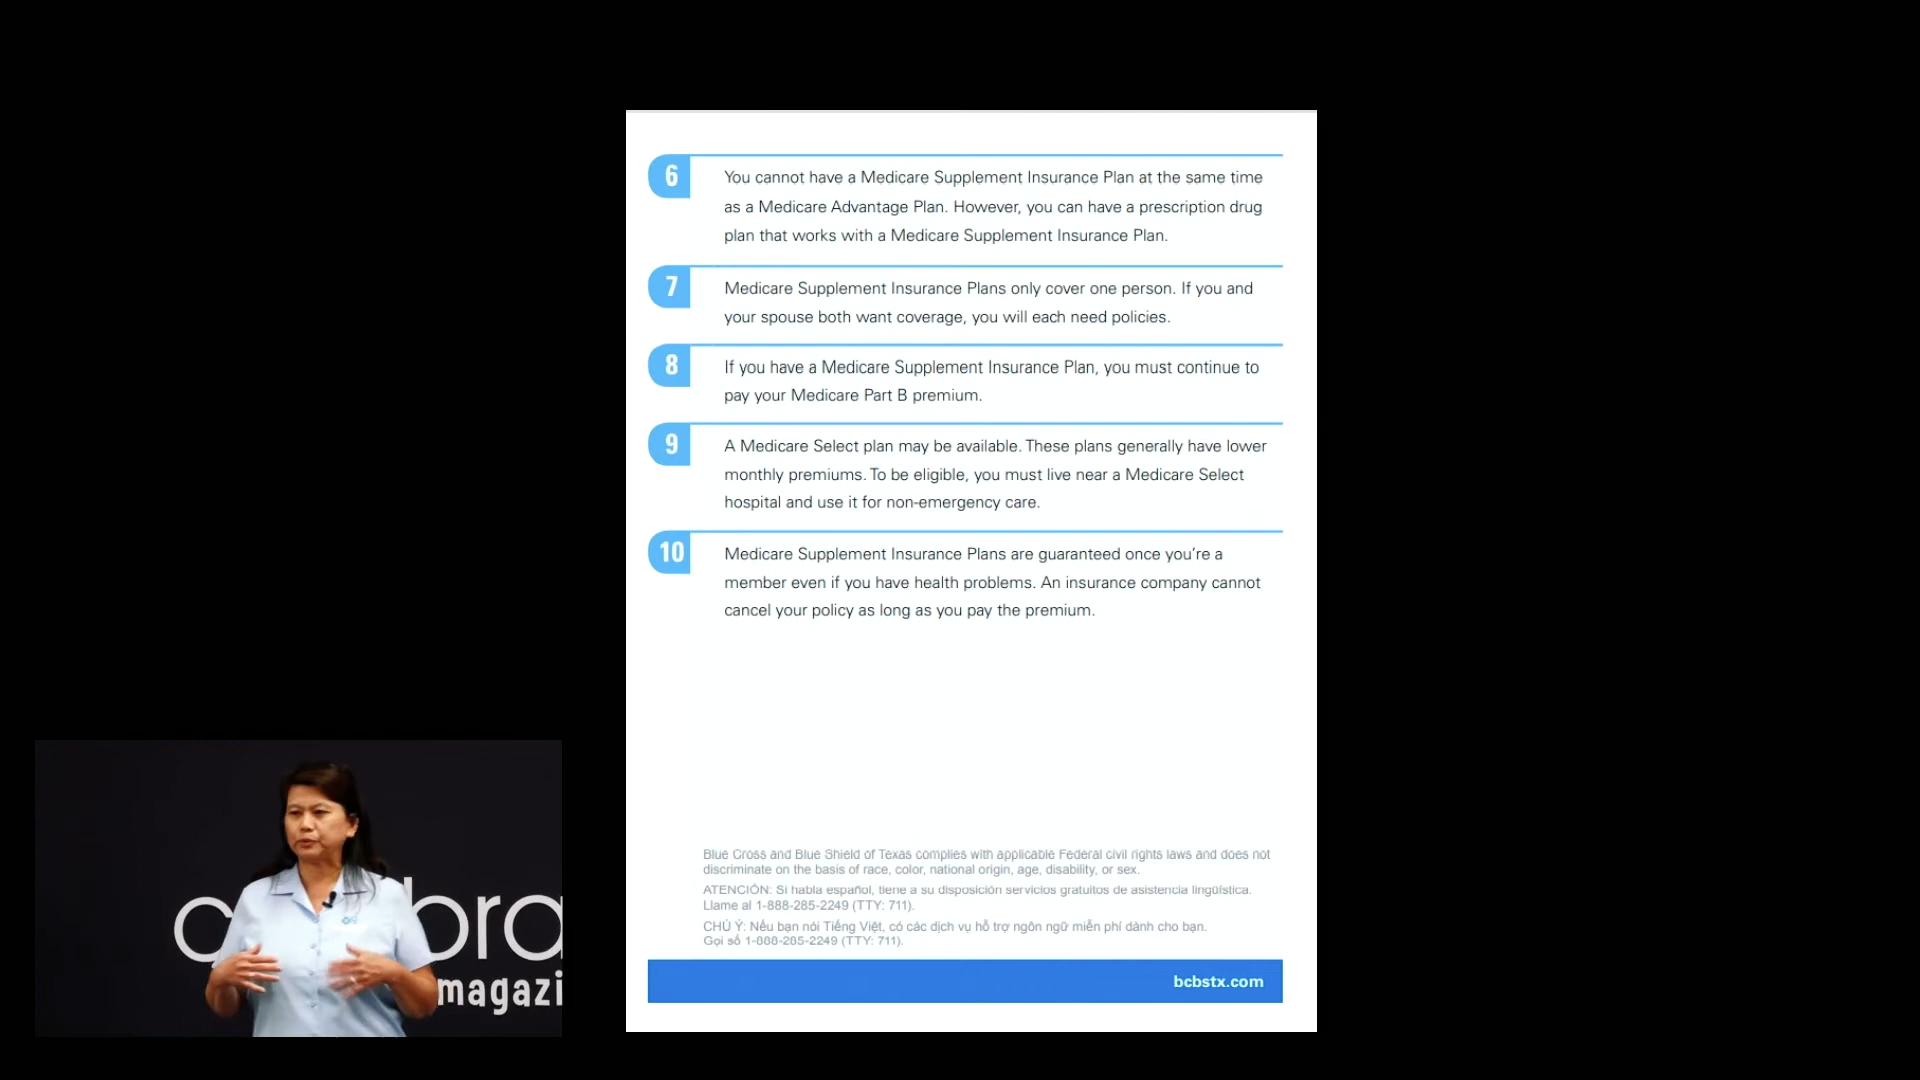 6
You cannot have a Medicare Supplement Insurance Plan at the same time
as a Medicare Advantage Plan. However, you can have a prescription drug
plan that works with a Medicare Supplement Insurance Plan.
7
Medicare Supplement Insurance Plans only cover one person. If you and
your spouse both want coverage, you will each need policies.
8
If you have a Medicare Supplement Insurance Plan, you must continue to
pay your Medicare Part B premium.
9
A Medicare Select plan may be available. These plans generally have lower
monthly premiums. To be eligible, you must live near a Medicare Select
hospital and use it for non-emergency care.
10
Medicare Supplement Insurance Plans are guaranteed once you’re a
member even if you have health problems. An insurance company cannot
cancel your policy as long as you pay the premium.
Blue Cross and Blue Shield of Texas complies with applicable Federal civil rights laws and does not
discriminate on the basis of race, color, national origin, age, disability, or sex.
ATENCIÓN: Si habla español, tiene a su disposición servicios gratuitos de asistencia lingüística.
Llame al 1-888-285-2249 (TTY: 711).
CHÚ Ý: Nếu bạn nói Tiếng Việt, có các dịch vụ hỗ trợ ngôn ngữ miễn phí dành cho bạn.
Gọi số 1-888-285-2249 (TTY: 711).
bcbstx.com
magazi